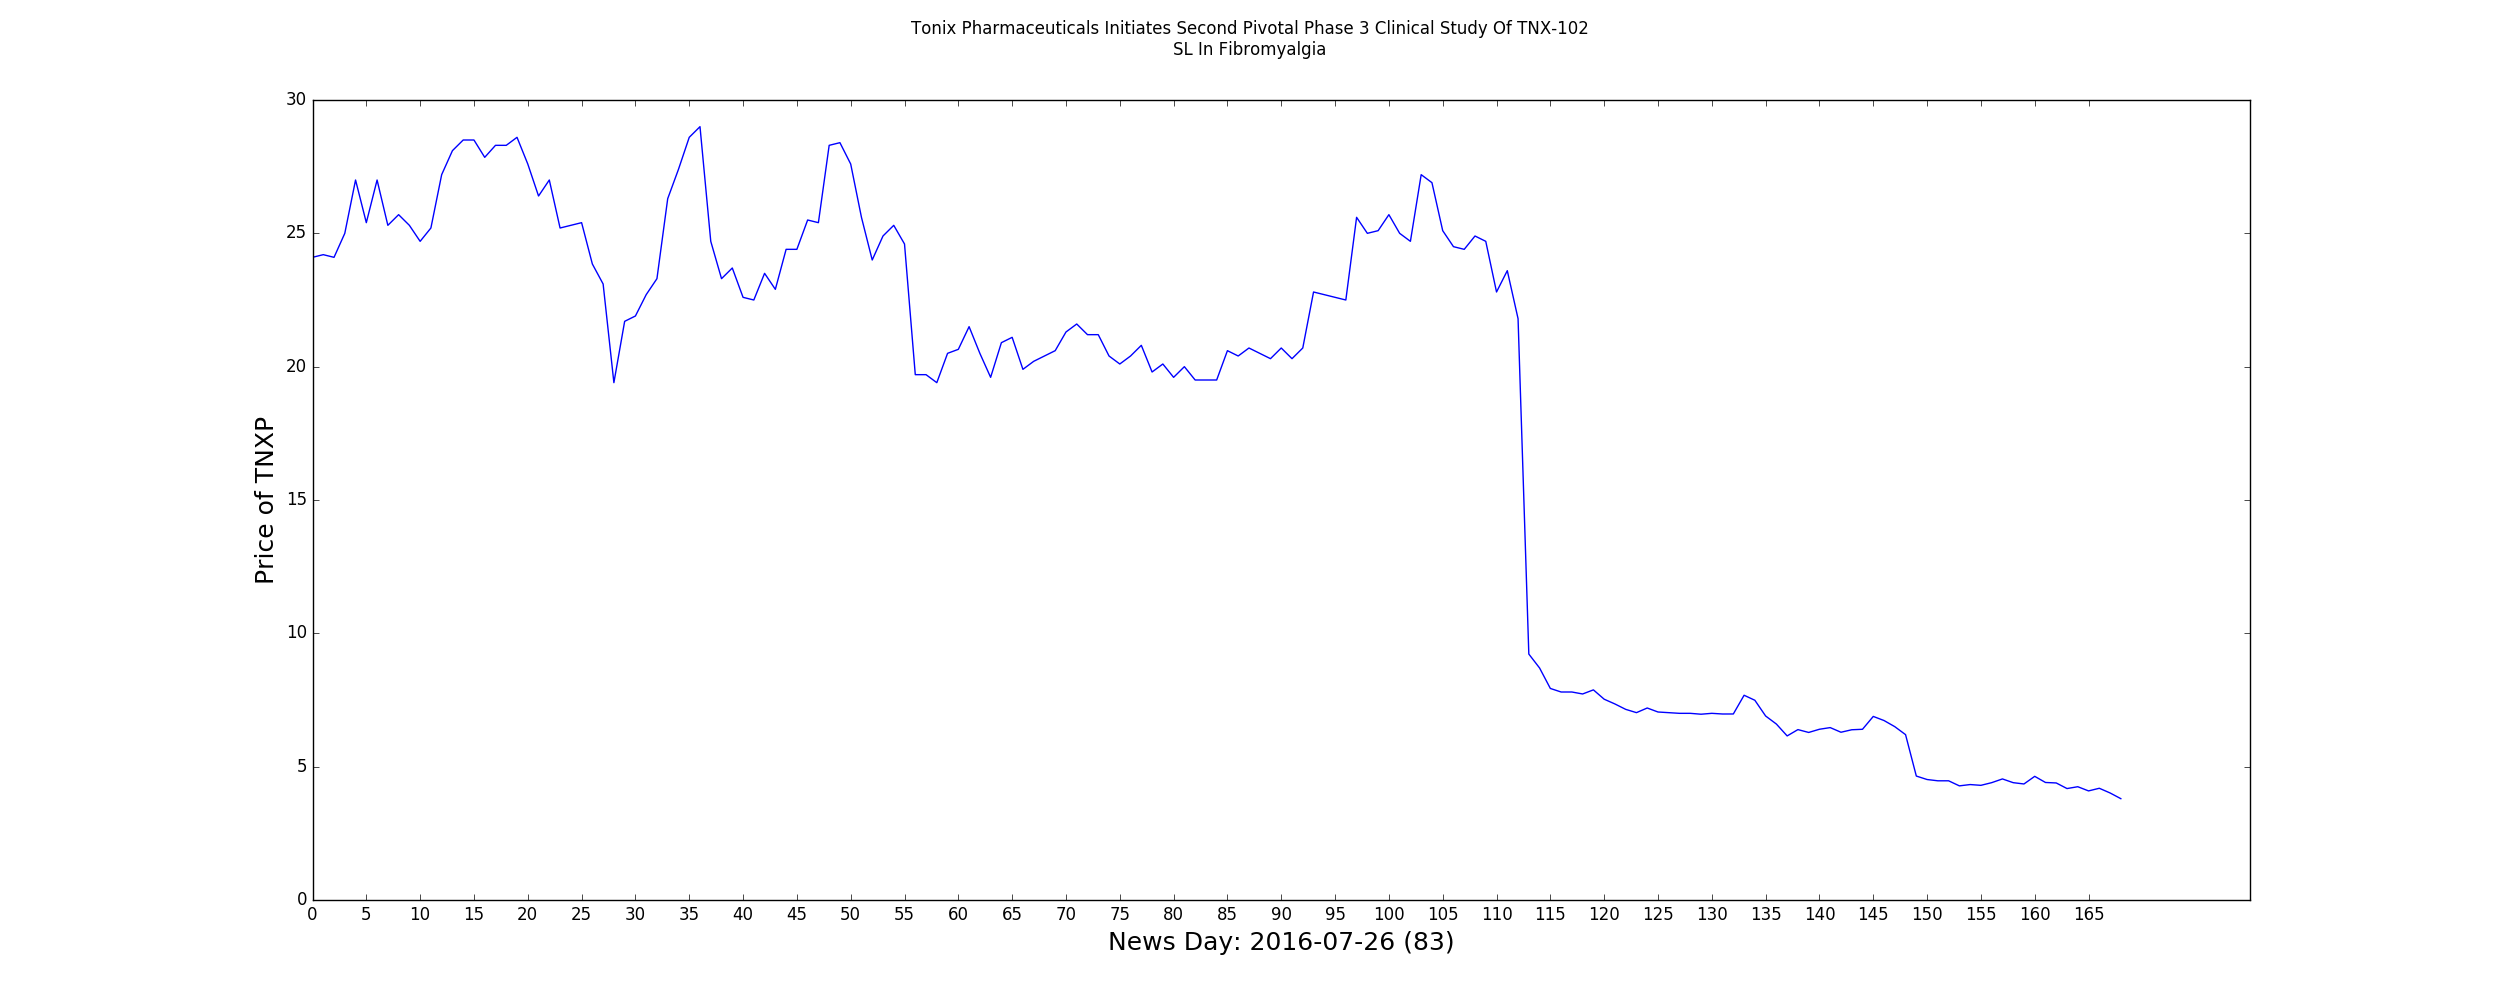 Tonix Pharmaceuticals Initiates Second Pivotal Phase 3 Clinical Study Of TNX-102
SL In Fibromyalgia
30
25
20
15
10
5
0
Price of TNXP
0 5 10 15 20 25 30 35 40 45 50 55 60 65 70 75 80 85 90 95 100 105 110 115 120 125 130 135 140 145 150 155 160 165
News Day: 2016-07-26 (83)